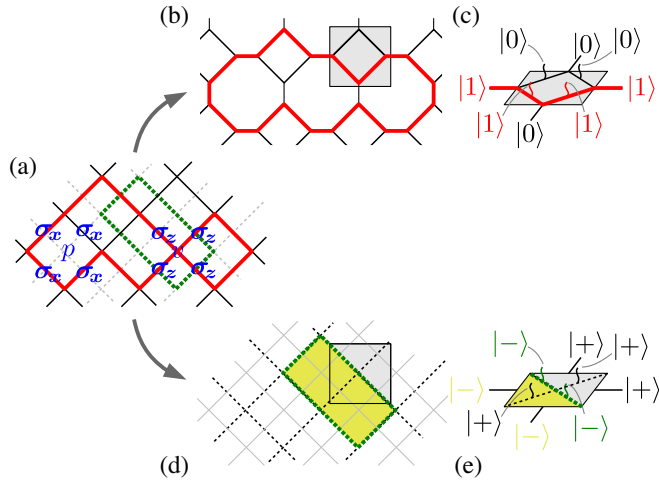 (b)
(c)
|0⟩
|0⟩
|0⟩
|1⟩
|1⟩
|1⟩
|0⟩
|1⟩
(a)
σx σx
p
σx σx
σz σz
v
σz σz
|−⟩
|+⟩
|+⟩
|−⟩
|+⟩
|+⟩
|−⟩
|−⟩
(d)
(e)